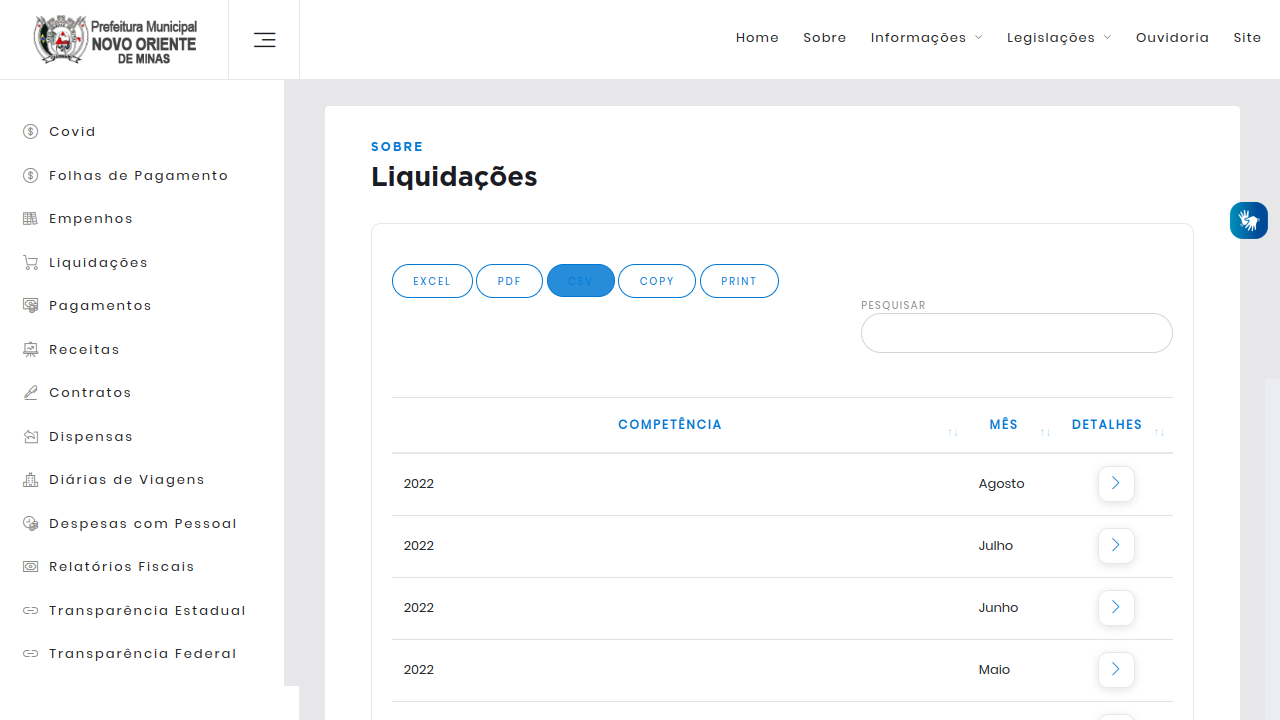 Prefeitura Municipal
NOVO ORIENTE
DE MINAS
Home Sobre Informações Legislações Ouvidoria Site
Covid
Folhas de Pagamento
Empenhos
Liquidações
Pagamentos
Receitas
Contratos
Dispensas
Diárias de Viagens
Despesas com Pessoal
Relatórios Fiscais
Transparência Estadual
Transparência Federal
SOBRE
Liquidações
EXCEL PDF CSV COPY PRINT
PESQUISAR
COMPETÊNCIA MÊS DETALHES
2022 Agosto
2022 Julho
2022 Junho
2022 Maio